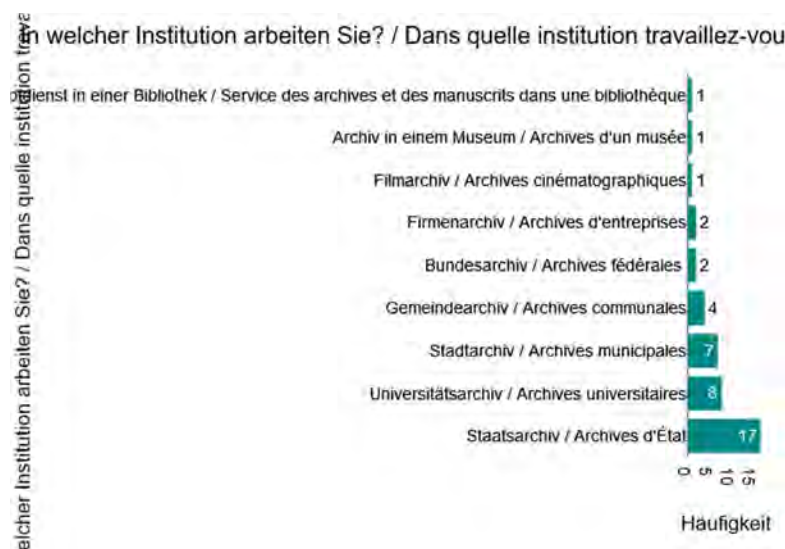 In welcher Institution arbeiten Sie? / Dans quelle institution travaillez-vou
elcher Institution arbeiten Sie? / Dans quelle institution trava
dienst in einer Bibliothek / Service des archives et des manuscrits dans une bibliothèque 1
Archiv in einem Museum / Archives d'un musée 1
Filmarchiv / Archives cinématographiques 1
Firmenarchiv / Archives d'entreprises 2
Bundesarchiv / Archives fédérales 2
Gemeindearchiv / Archives communales 4
Stadtarchiv / Archives municipales 7
Universitätsarchiv / Archives universitaires 8
Staatsarchiv / Archives d'État 17
0 5 10 15
Häufigkeit